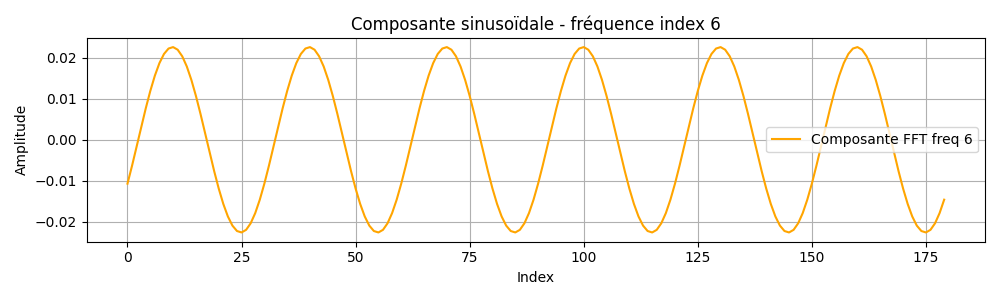 Composante sinusoïdale - fréquence index 6
Amplitude
0.02
0.01
0.00
−0.01
−0.02
Composante FFT freq 6
0 25 50 75 100 125 150 175
Index